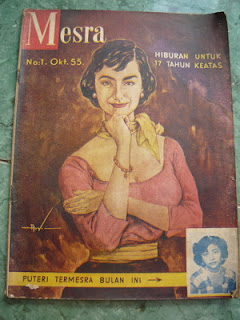 Mesra
No:1. Okt. 55.
HIBURAN UNTUK
17 TAHUN KEATAS
PUTERI TERMESRA BULAN INI →